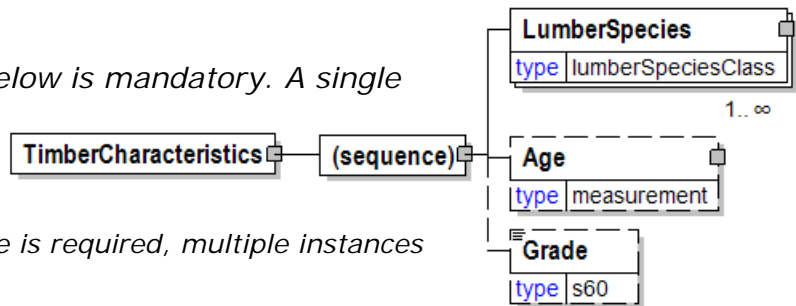 LumberSpecies
type lumberSpeciesClass
1.. ∞
elow is mandatory. A single
TimberCharacteristics
(sequence)
Age
type measurement
e is required, multiple instances
Grade
type s60